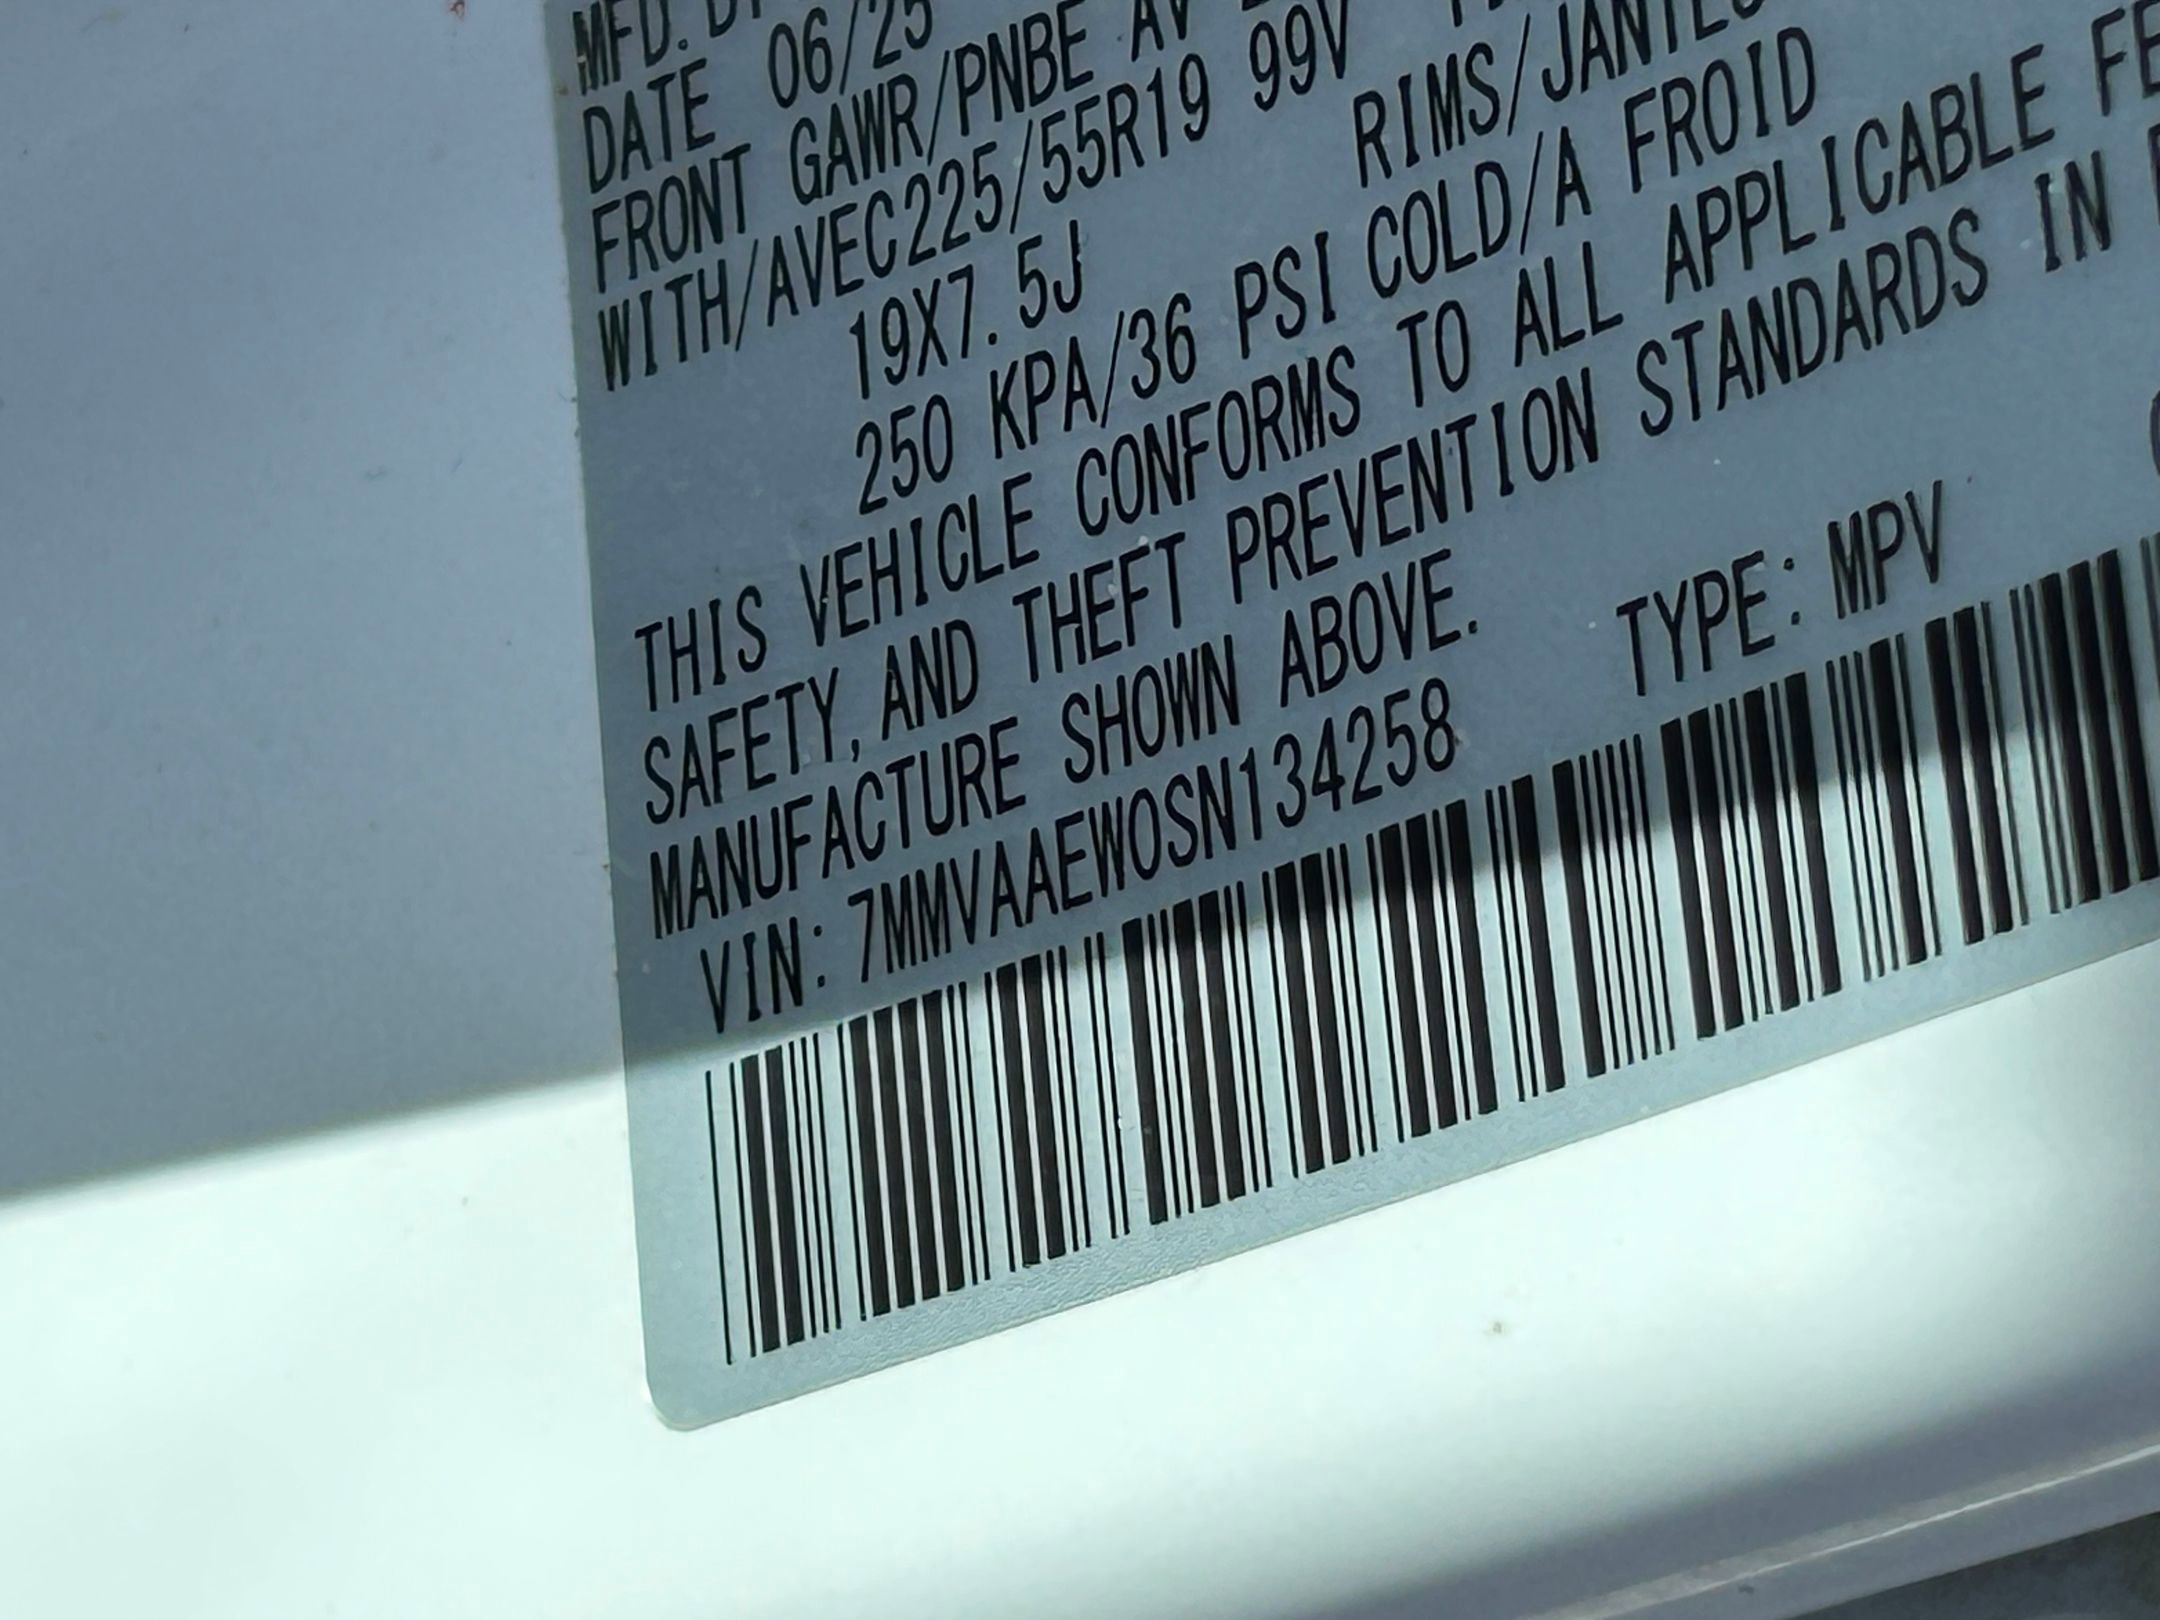 MFD.
DATE 06/25
FRONT GAWR/PNBE AV
WITH/AVEC225/55R19 99V RIMS/JANTES
19X7.5J
250 KPA/36 PSI COLD/A FROID
THIS VEHICLE CONFORMS TO ALL APPLICABLE
SAFETY, AND THEFT PREVENTION STANDARDS IN
MANUFACTURE SHOWN ABOVE.
VIN: 7MMVAAEW0SN134258 TYPE: MPV